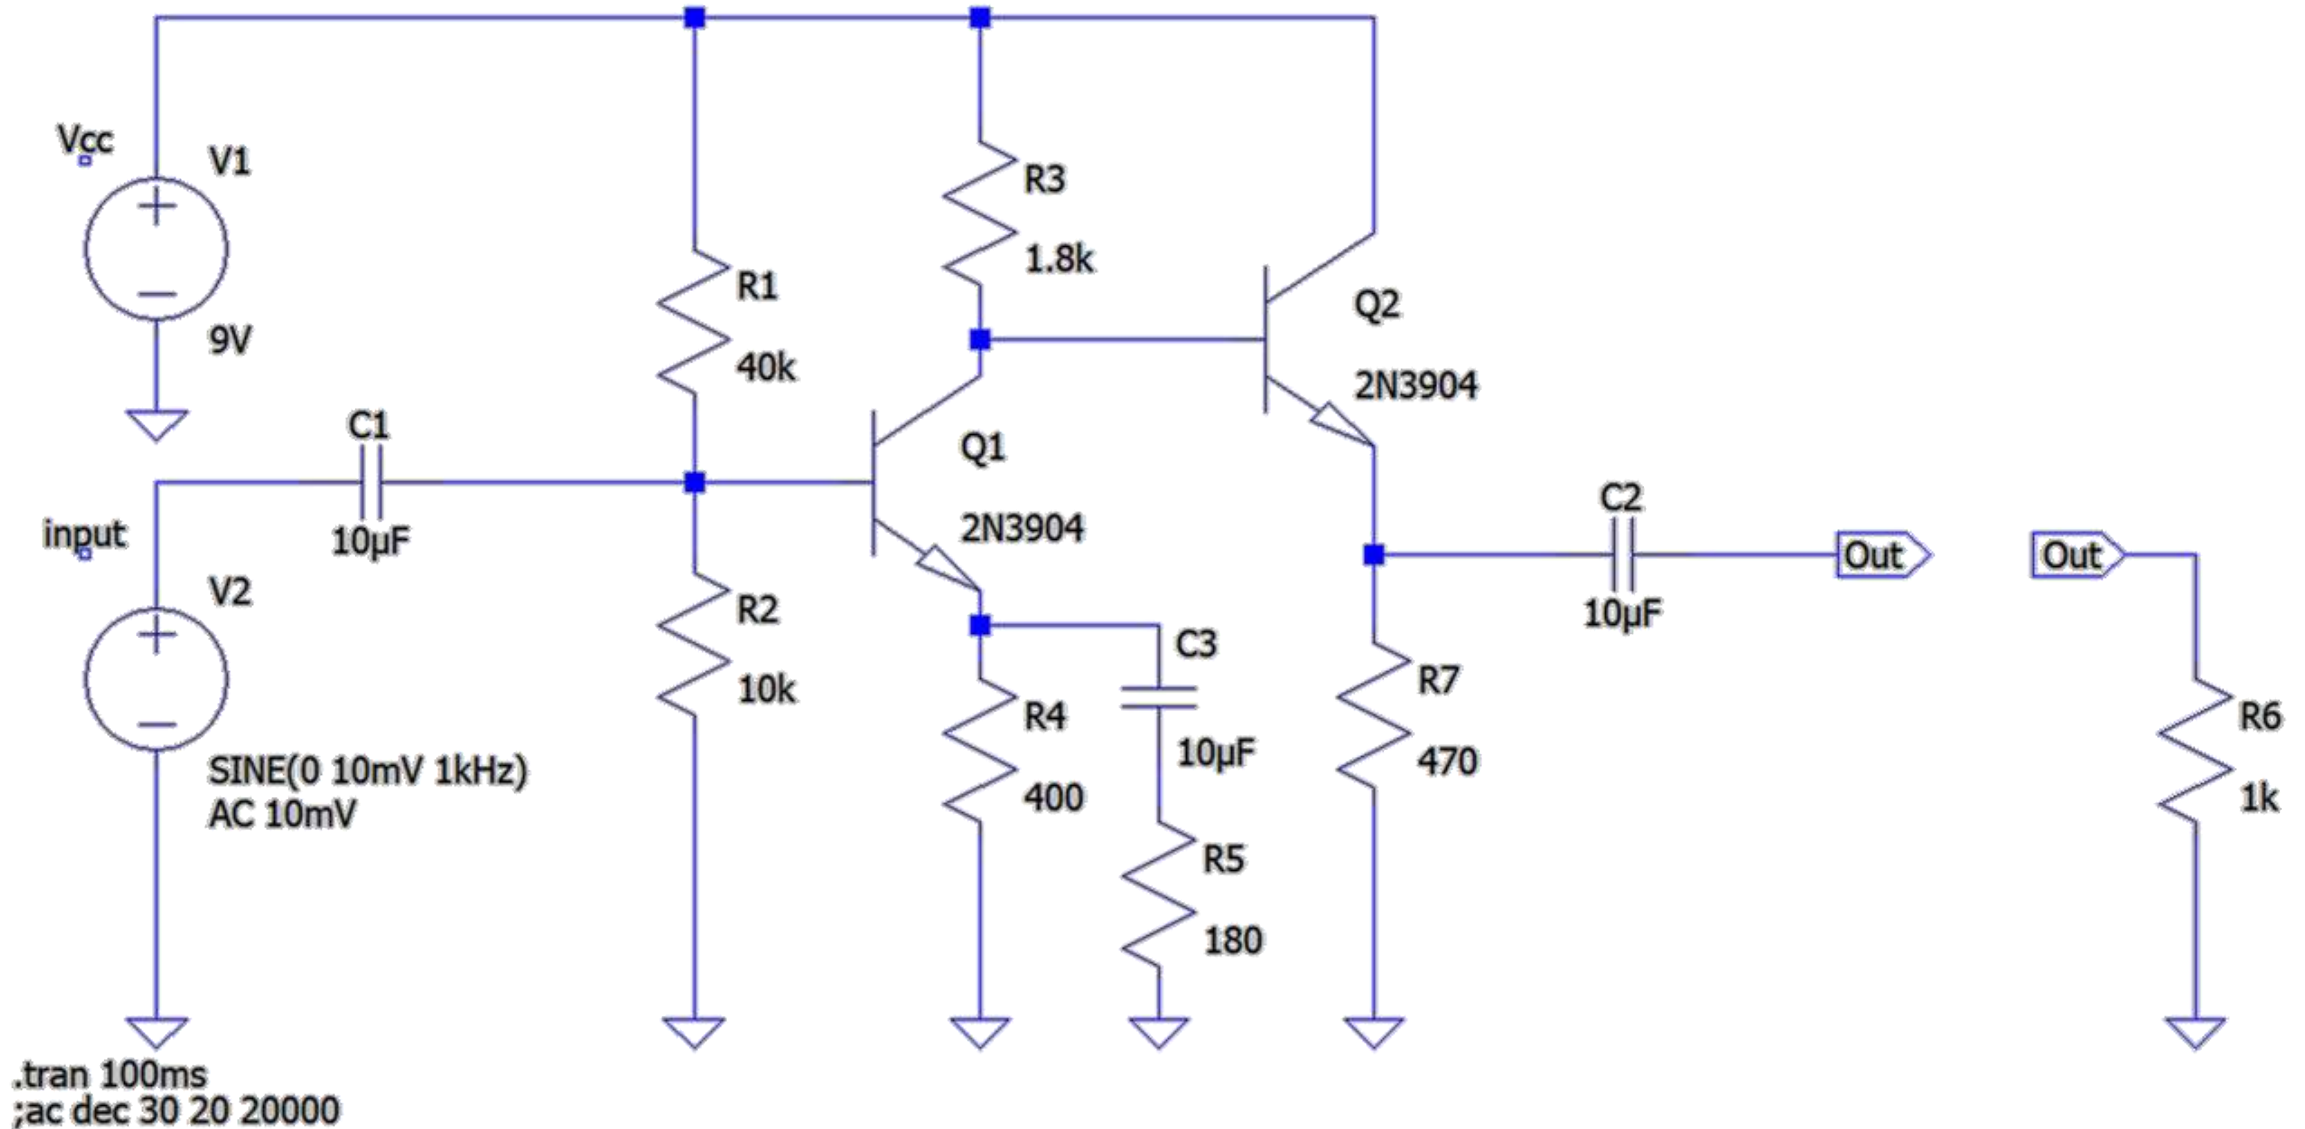 Vcc
V1
9V
R1
40k
R3
1.8k
Q2
2N3904
C1
10µF
Q1
2N3904
input
V2
SINE(0 10mV 1kHz)
AC 10mV
R2
10k
C3
10µF
R4
400
R5
180
R7
470
C2
10µF
Out
Out
R6
1k
.tran 100ms
;ac dec 30 20 20000